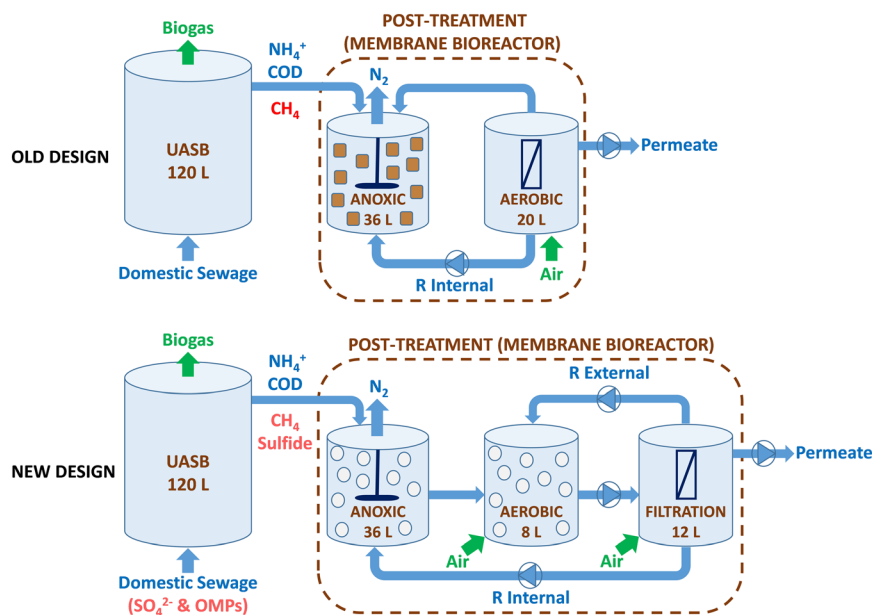 POST-TREATMENT
(MEMBRANE BIOREACTOR)
Biogas
NH₄⁺
COD
CH₄
N₂
OLD DESIGN
UASB
120 L
ANOXIC
36 L
AEROBIC
20 L
Permeate
Domestic Sewage
R Internal
Air
POST-TREATMENT (MEMBRANE BIOREACTOR)
Biogas
NH₄⁺
COD
CH₄
Sulfide
N₂
R External
NEW DESIGN
UASB
120 L
ANOXIC
36 L
AEROBIC
8 L
FILTRATION
12 L
Permeate
Air
Air
Domestic Sewage
(SO₄²⁻ & OMPs)
R Internal